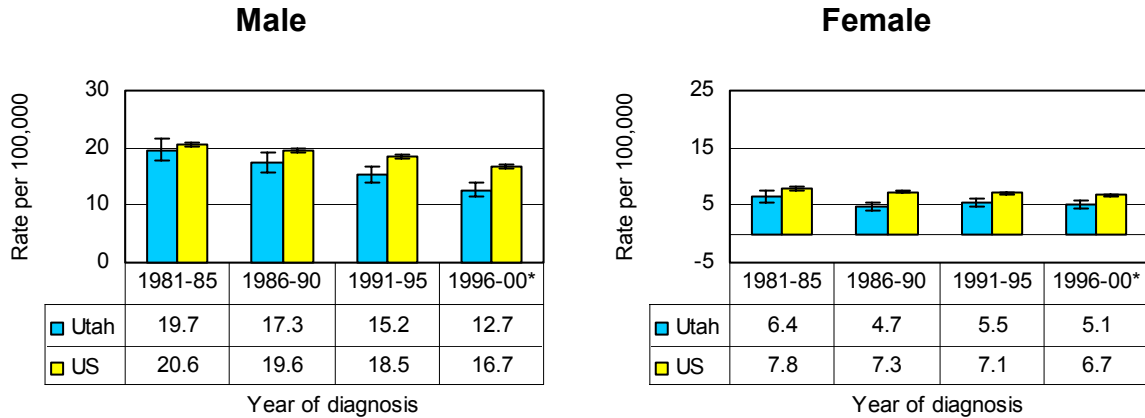 Male
Rate per 100,000
30
20
10
0
1981-85 1986-90 1991-95 1996-00*
Utah 19.7 17.3 15.2 12.7
US 20.6 19.6 18.5 16.7
Year of diagnosis
Female
Rate per 100,000
25
15
5
-5
1981-85 1986-90 1991-95 1996-00*
Utah 6.4 4.7 5.5 5.1
US 7.8 7.3 7.1 6.7
Year of diagnosis